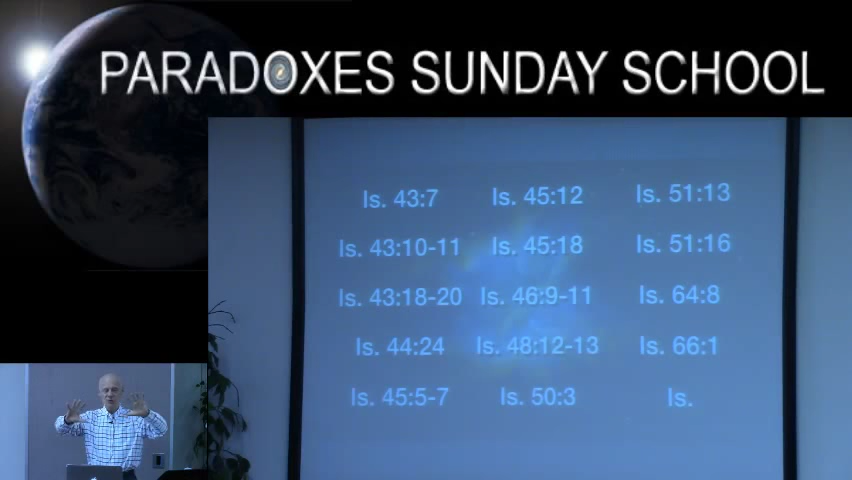 PARADOXES SUNDAY SCHOOL
Is. 43:7 Is. 45:12 Is. 51:13
Is. 43:10-11 Is. 45:18 Is. 51:16
Is. 43:18-20 Is. 46:9-11 Is. 64:8
Is. 44:24 Is. 48:12-13 Is. 66:1
Is. 45:5-7 Is. 50:3 Is.